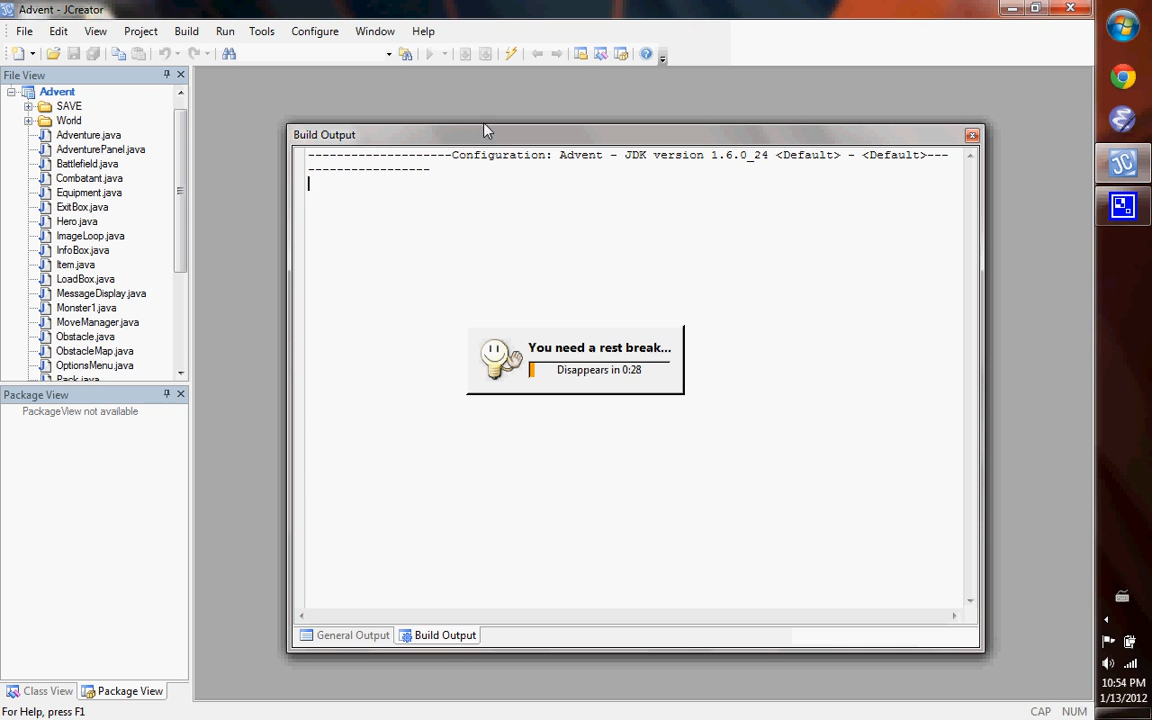 Advent - JCreator
File Edit View Project Build Run Tools Configure Window Help
File View
Advent
SAVE
World
Adventure.java
AdventurePanel.java
Battlefield.java
Combatant.java
Equipment.java
ExitBox.java
Hero.java
ImageLoop.java
InfoBox.java
Item.java
LoadBox.java
MessageDisplay.java
Monster1.java
MoveManager.java
Obstacle.java
ObstacleMap.java
OptionsMenu.java
Pack.java
Package View
PackageView not available
Class View Package View
For Help, press F1
Build Output
--------------------Configuration: Advent - JDK version 1.6.0_24 <Default> - <Default>---
-----------------
You need a rest break...
Disappears in 0:28
General Output Build Output
CAP NUM
JC
10:54 PM
1/13/2012